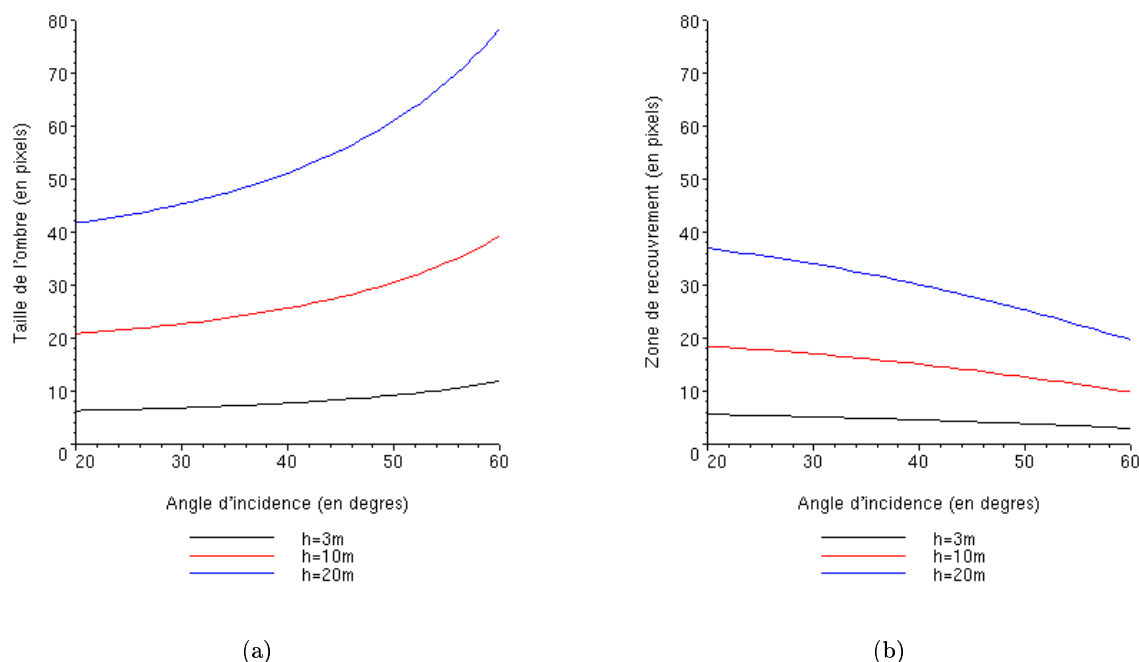 80
70
60
50
40
30
20
10
0
Taille de l'ombre (en pixels)
20 30 40 50 60
Angle d'incidence (en degres)
h=3m
h=10m
h=20m
(a)
80
70
60
50
40
30
20
10
0
Zone de recouvrement (en pixels)
20 30 40 50 60
Angle d'incidence (en degres)
h=3m
h=10m
h=20m
(b)